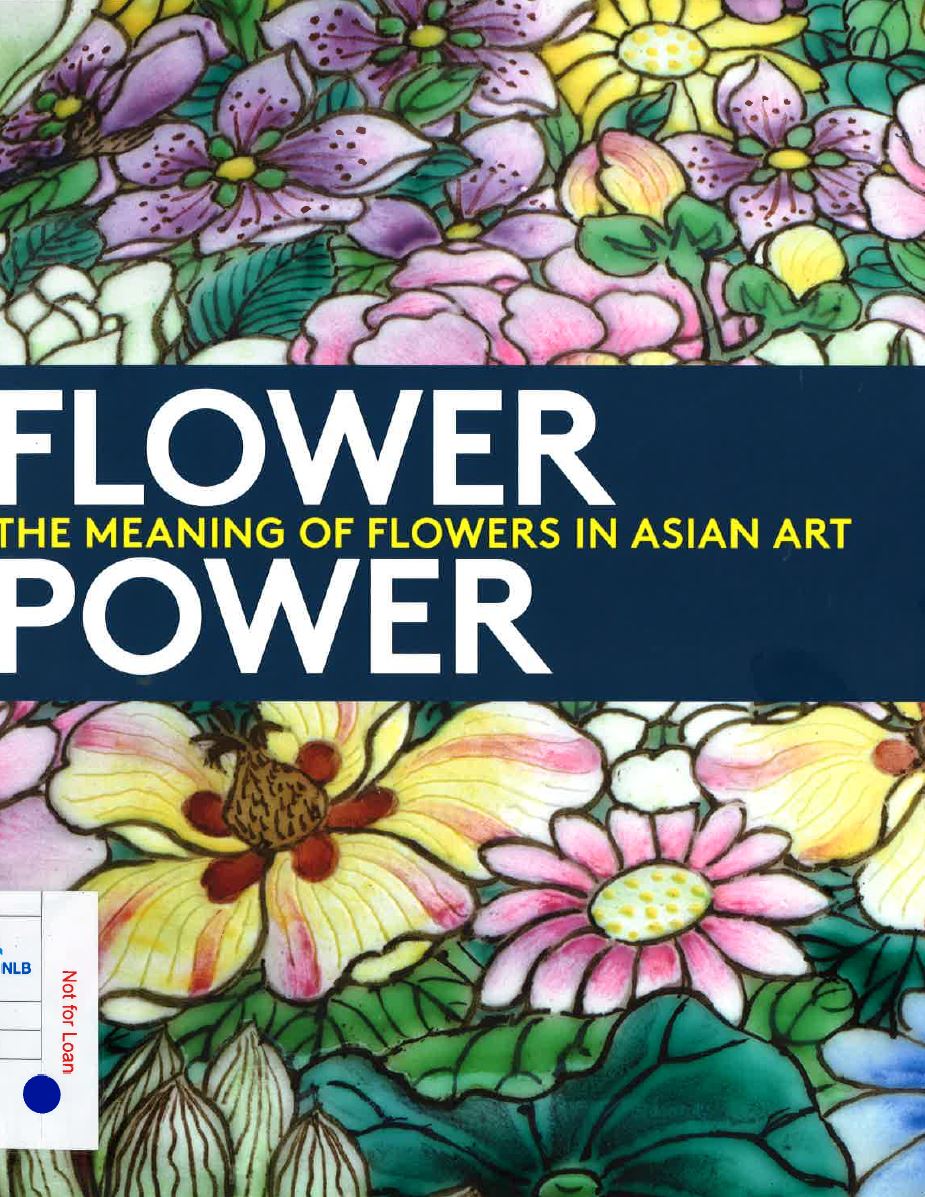 FLOWER
THE MEANING OF FLOWERS IN ASIAN ART
POWER
NLB
Not for Loan